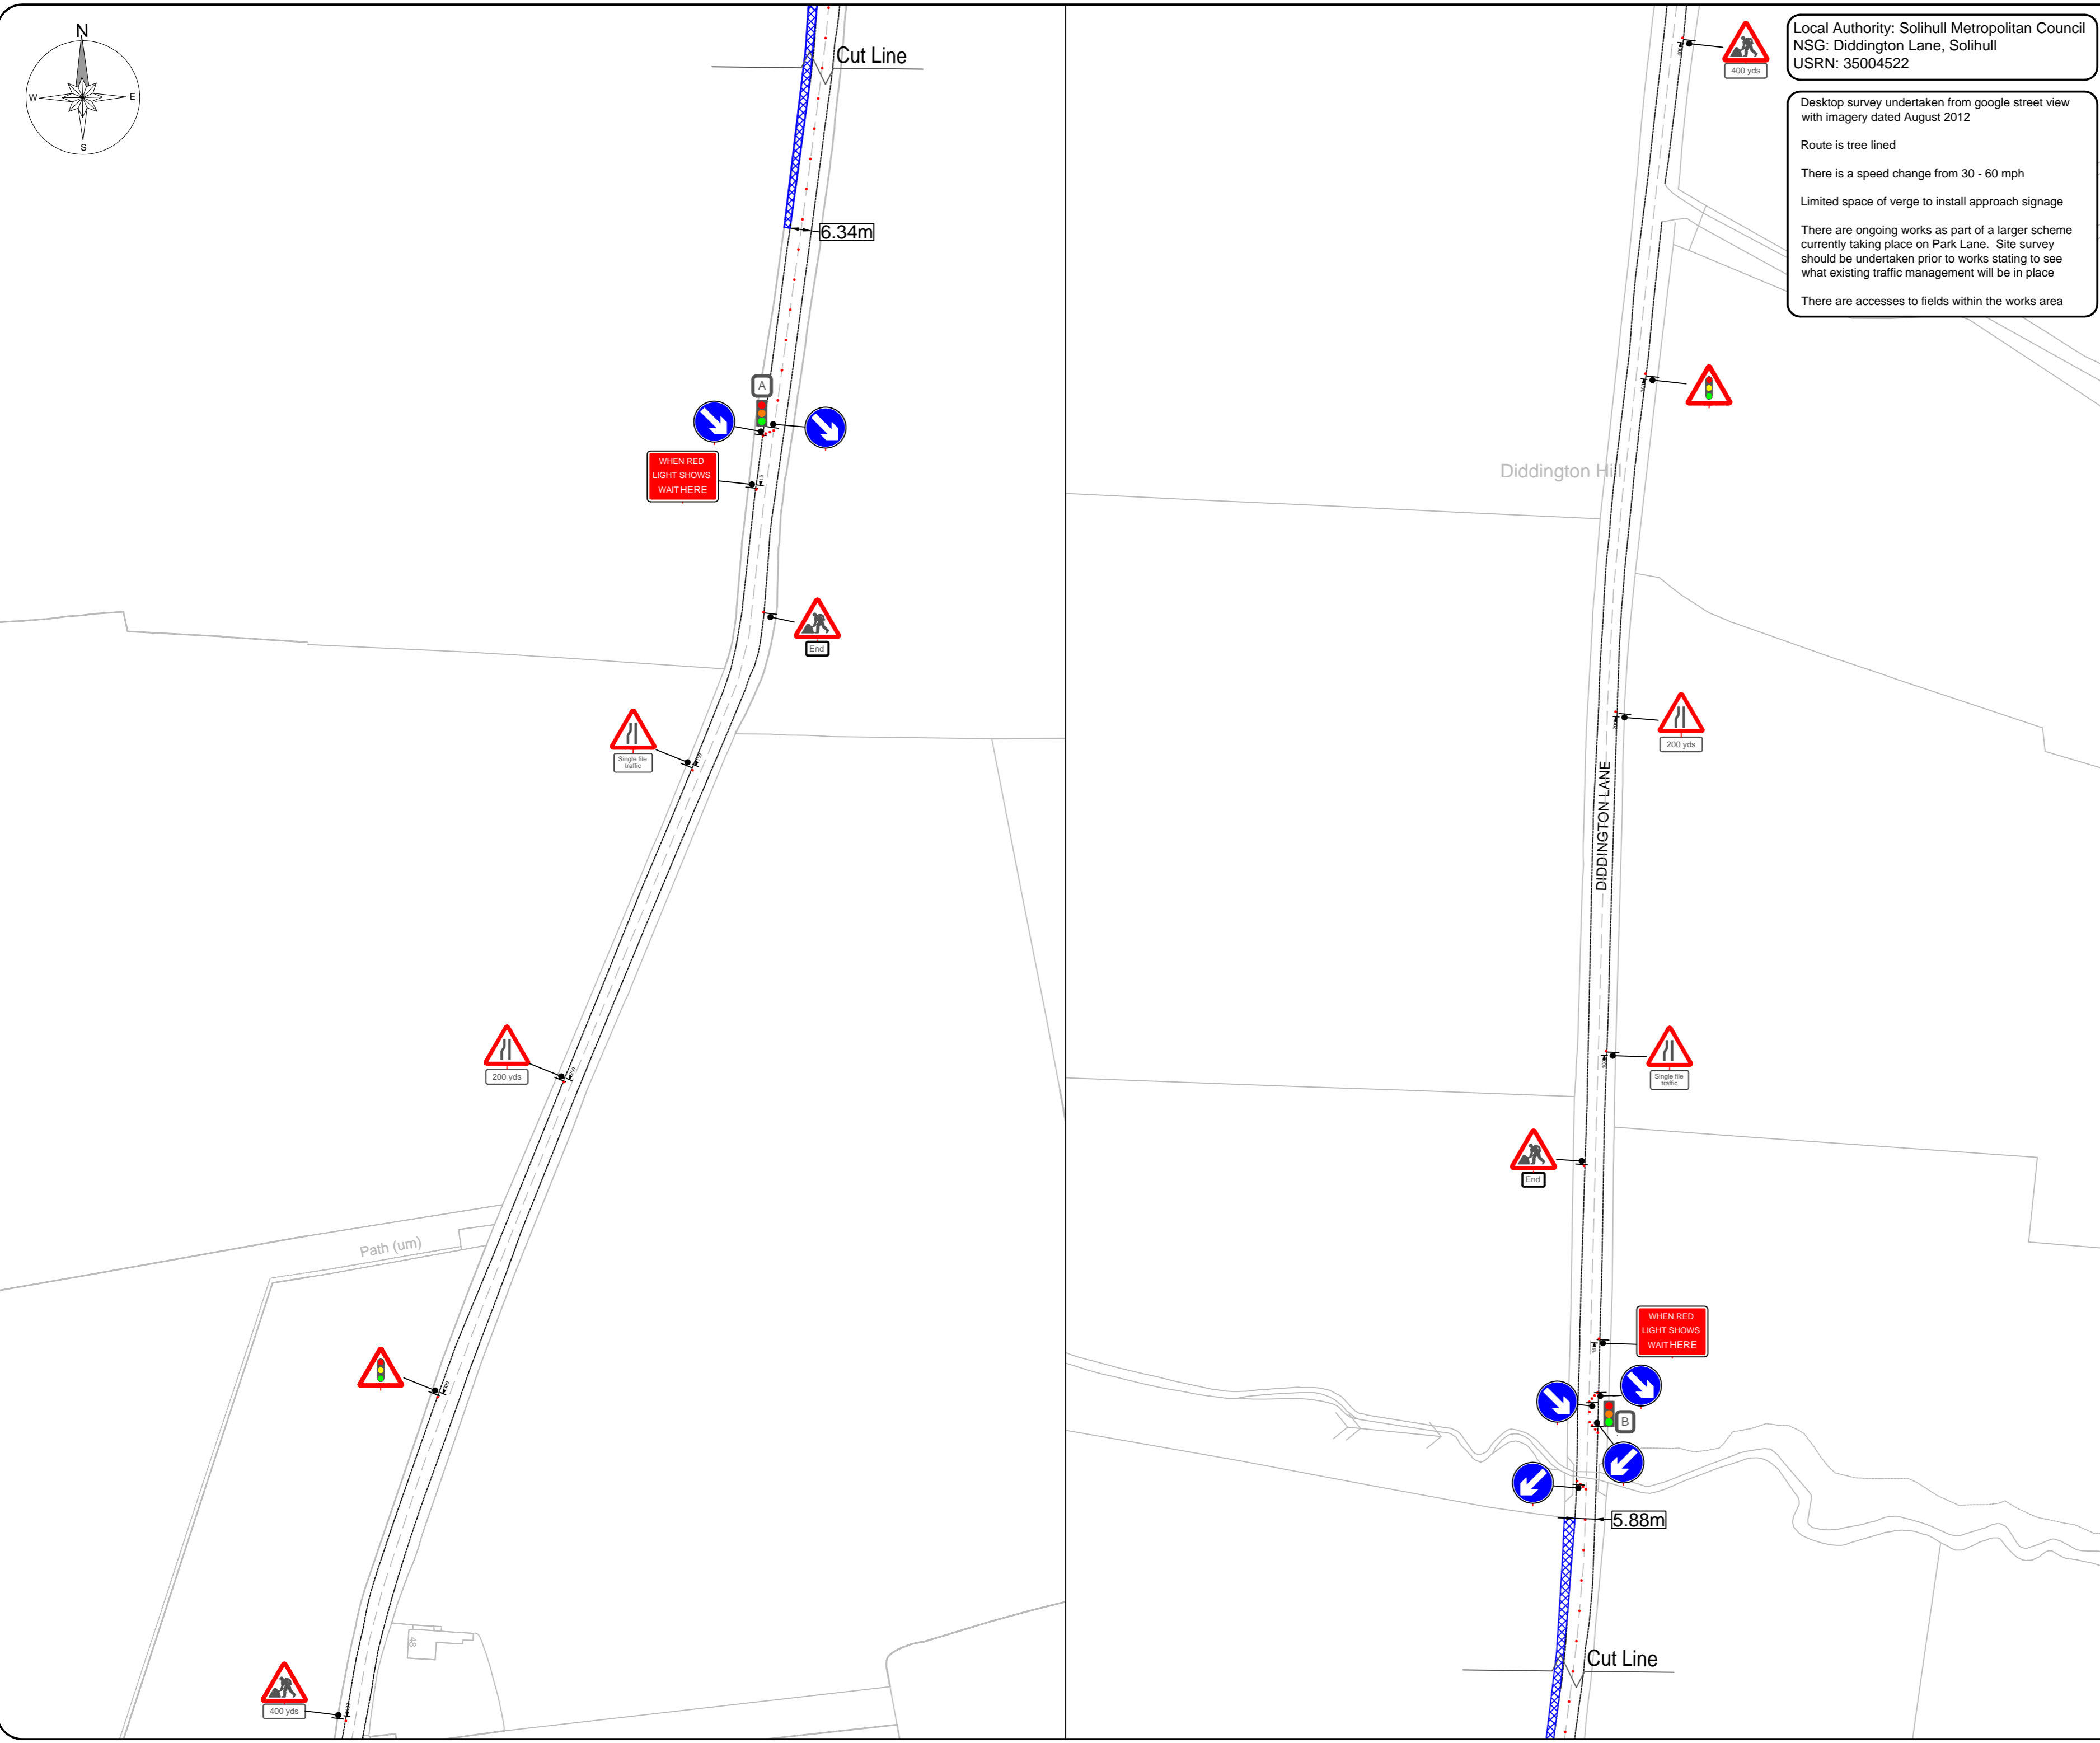 N
W
E
S
Cut Line
6.34m
A
WHEN RED
LIGHT SHOWS
WAIT HERE
End
Single file
traffic
200 yds
Path (um)
48
400 yds
400 yds
Local Authority: Solihull Metropolitan Council
NSG: Diddington Lane, Solihull
USRN: 35004522
Desktop survey undertaken from google street view
with imagery dated August 2012
Route is tree lined
There is a speed change from 30 - 60 mph
Limited space of verge to install approach signage
There are ongoing works as part of a larger scheme
currently taking place on Park Lane.  Site survey
should be undertaken prior to works stating to see
what existing traffic management will be in place
There are accesses to fields within the works area
Diddington Hill
200 yds
DIDDINGTON LANE
Single file
traffic
End
WHEN RED
LIGHT SHOWS
WAIT HERE
B
5.88m
Cut Line